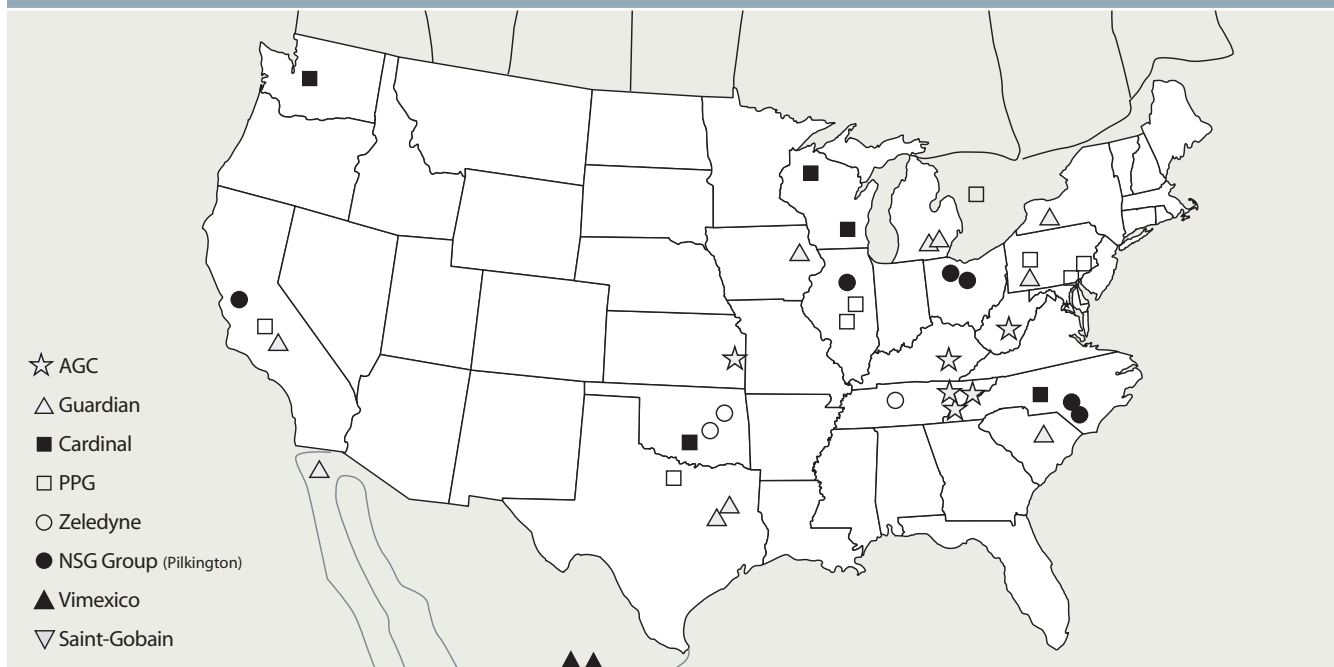 AGC
Guardian
Cardinal
PPG
Zeledyne
NSG Group (Pilkington)
Vimexico
Saint-Gobain